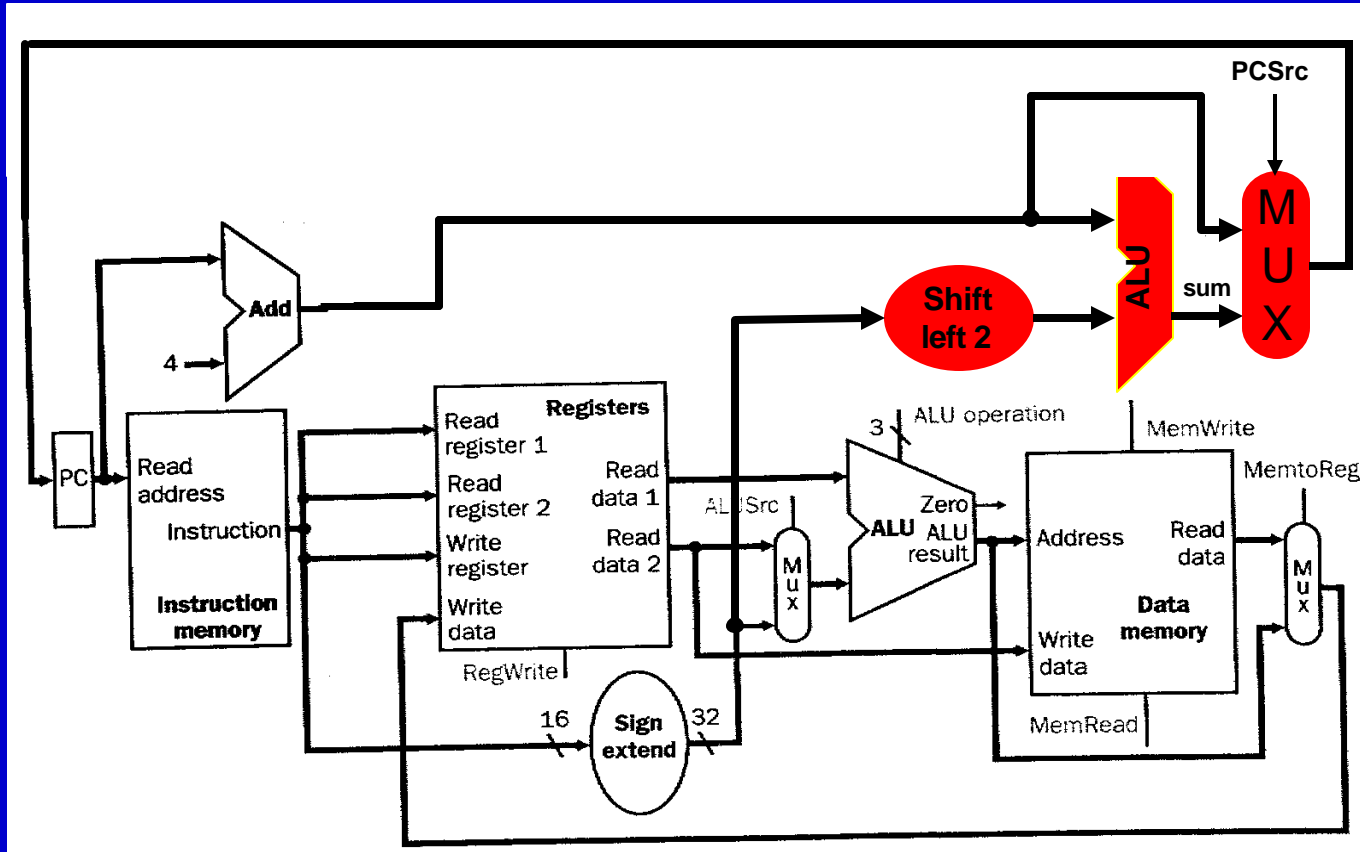 PCSrc
M
U
X
ALU
sum
Shift
left 2
Add
4
PC
Read
address
Instruction
Instruction
memory
Registers
Read
register 1
Read
register 2
Write
register
Write
data
Read
data 1
Read
data 2
RegWrite
16
Sign
extend
32
ALUSrc
M
u
x
3
ALU operation
Zero
ALU
ALU
result
MemWrite
Address
Read
data
Data
memory
Write
data
MemRead
MemtoReg
M
u
x